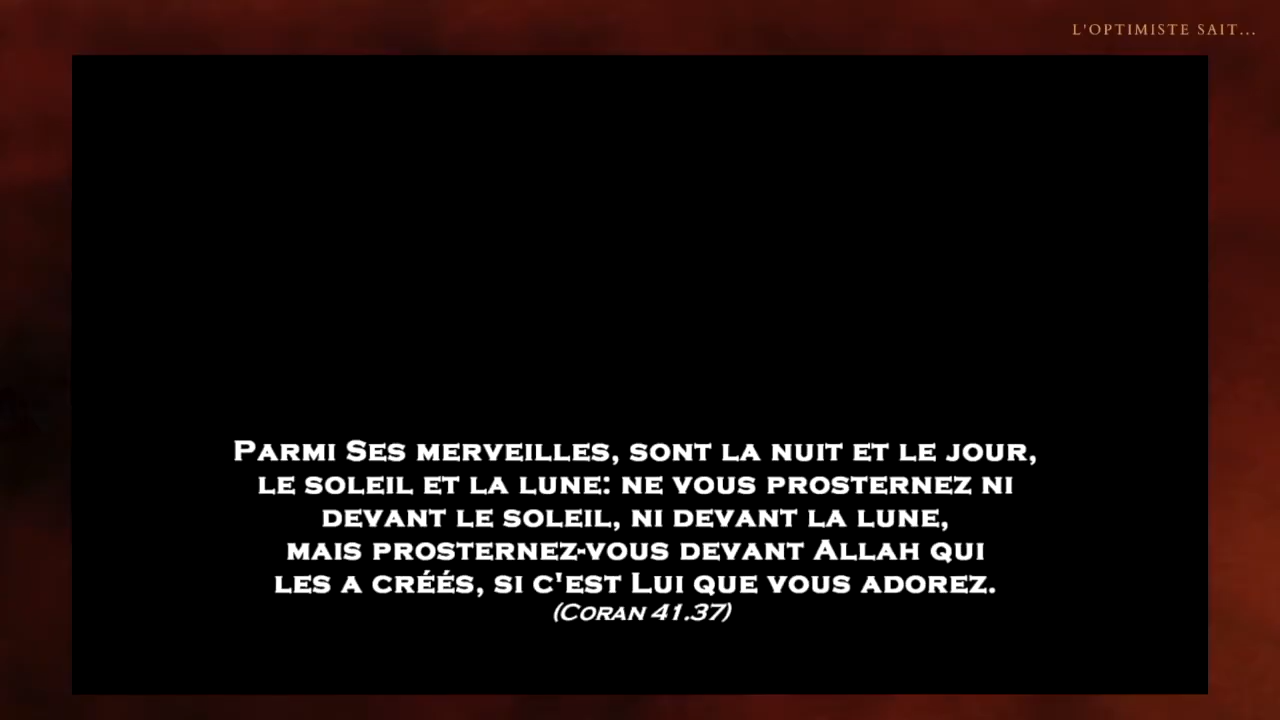 L'OPTIMISTE SAIT...
PARMI SES MERVEILLES, SONT LA NUIT ET LE JOUR,
LE SOLEIL ET LA LUNE: NE VOUS PROSTERNEZ NI
DEVANT LE SOLEIL, NI DEVANT LA LUNE,
MAIS PROSTERNEZ-VOUS DEVANT ALLAH QUI
LES A CRÉÉS, SI C'EST LUI QUE VOUS ADOREZ.
(CORAN 41.37)